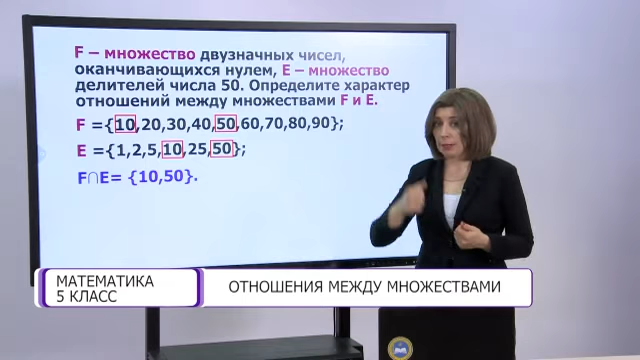 F – множество двузначных чисел,
оканчивающихся нулем, E – множество
делителей числа 50. Определите характер
отношений между множествами F и E.
F ={10,20,30,40,50,60,70,80,90};
E ={1,2,5,10,25,50};
F∩E= {10,50}.
МАТЕМАТИКА
5 КЛАСС
ОТНОШЕНИЯ МЕЖДУ МНОЖЕСТВАМИ